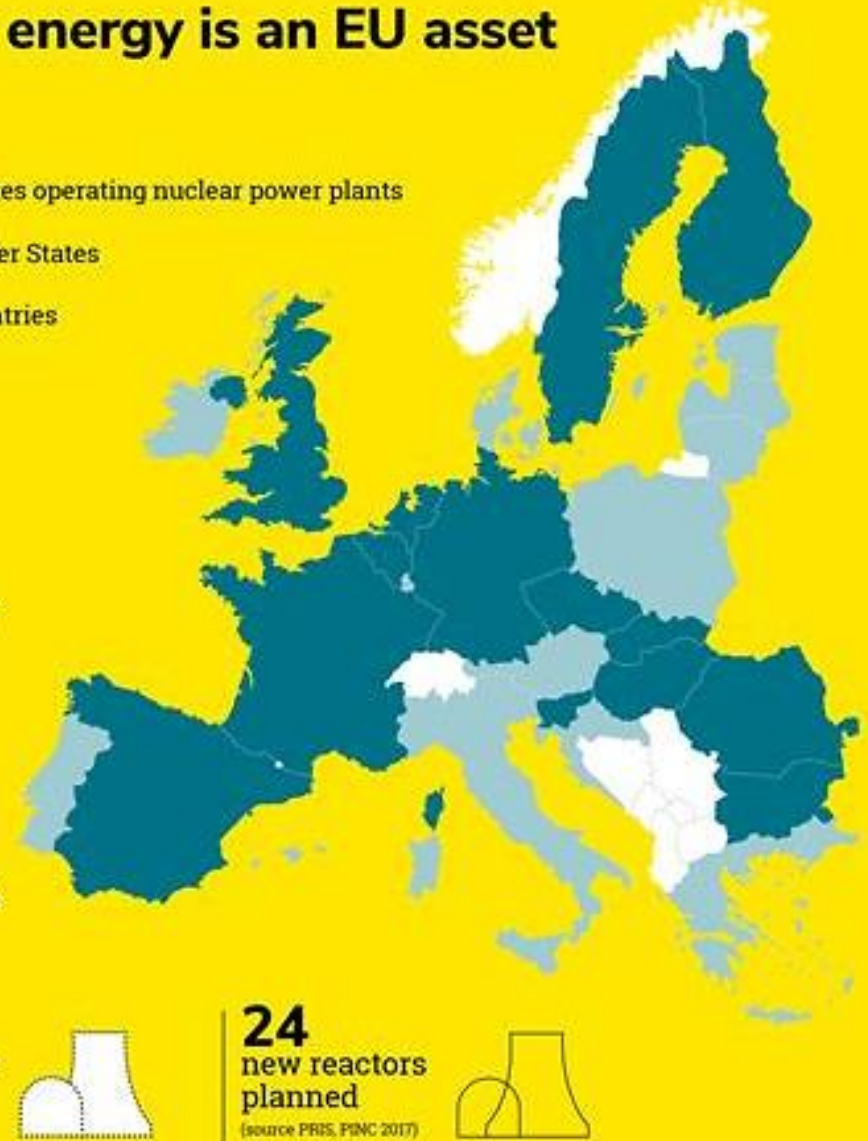 energy is an EU asset
es operating nuclear power plants
er States
tries
24
new reactors
planned
(source PRIS, PINC 2017)